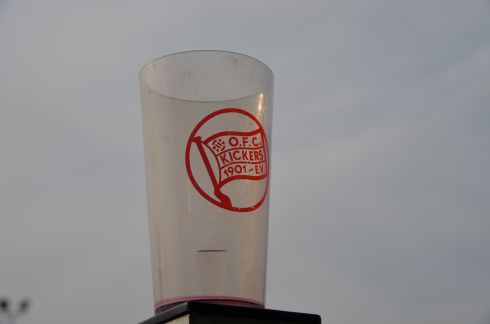 O.F.C.
KICKERS
1901 - E.V.